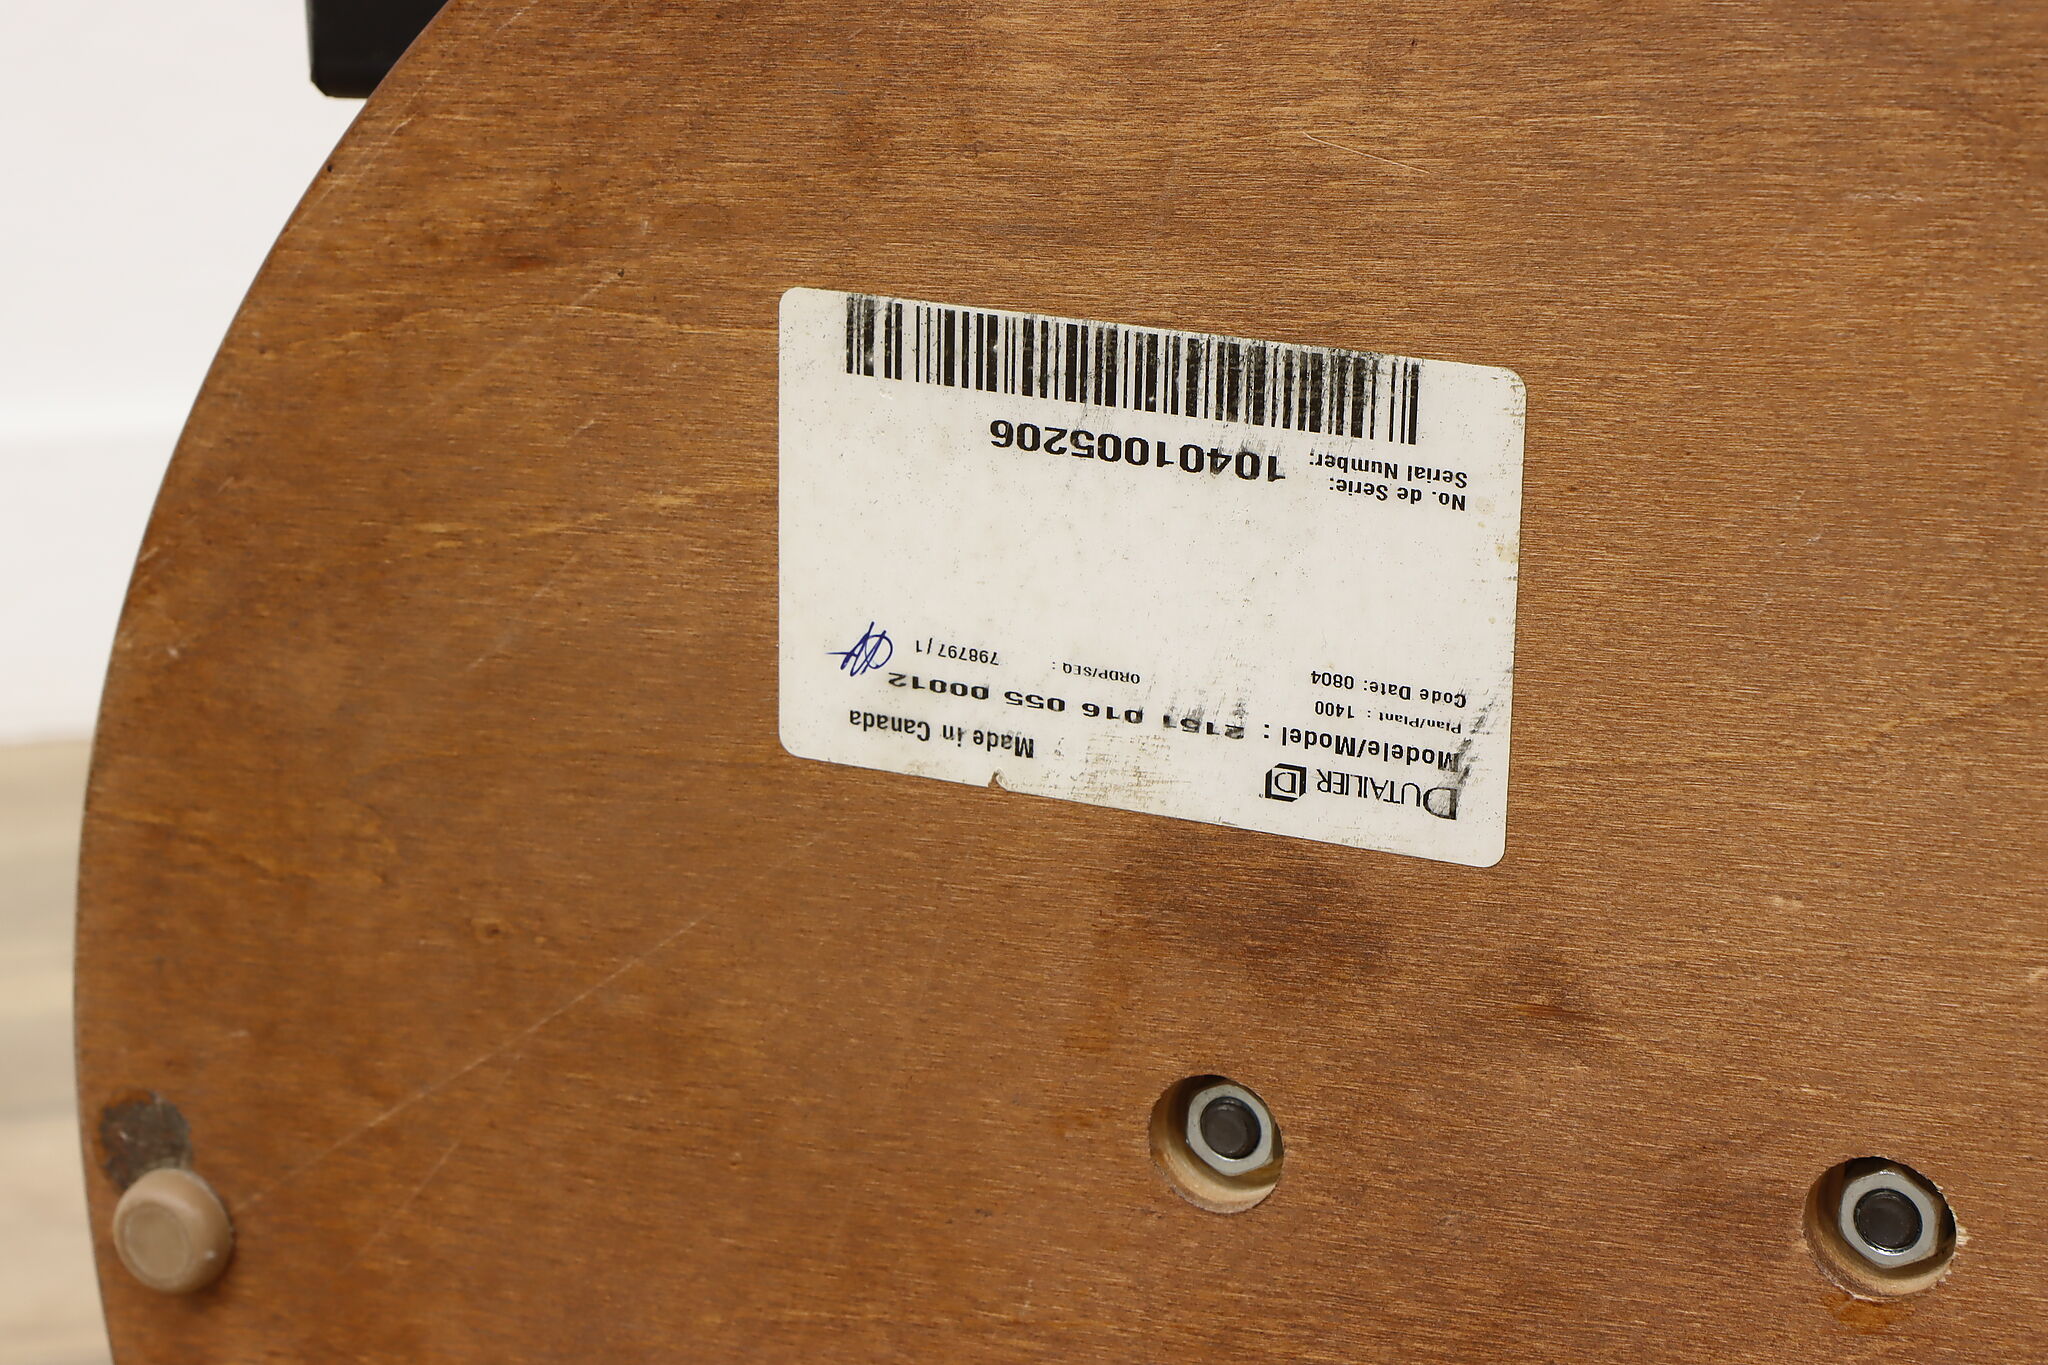 DUTAILIER D
Made in Canada
Modele/Model : 2151 016 055 00012
Plan/Plant : 1400
Code Date: 0804
ORDP/SEQ : 798797 / 1
No. de Serie:
Serial Number: 10401005206